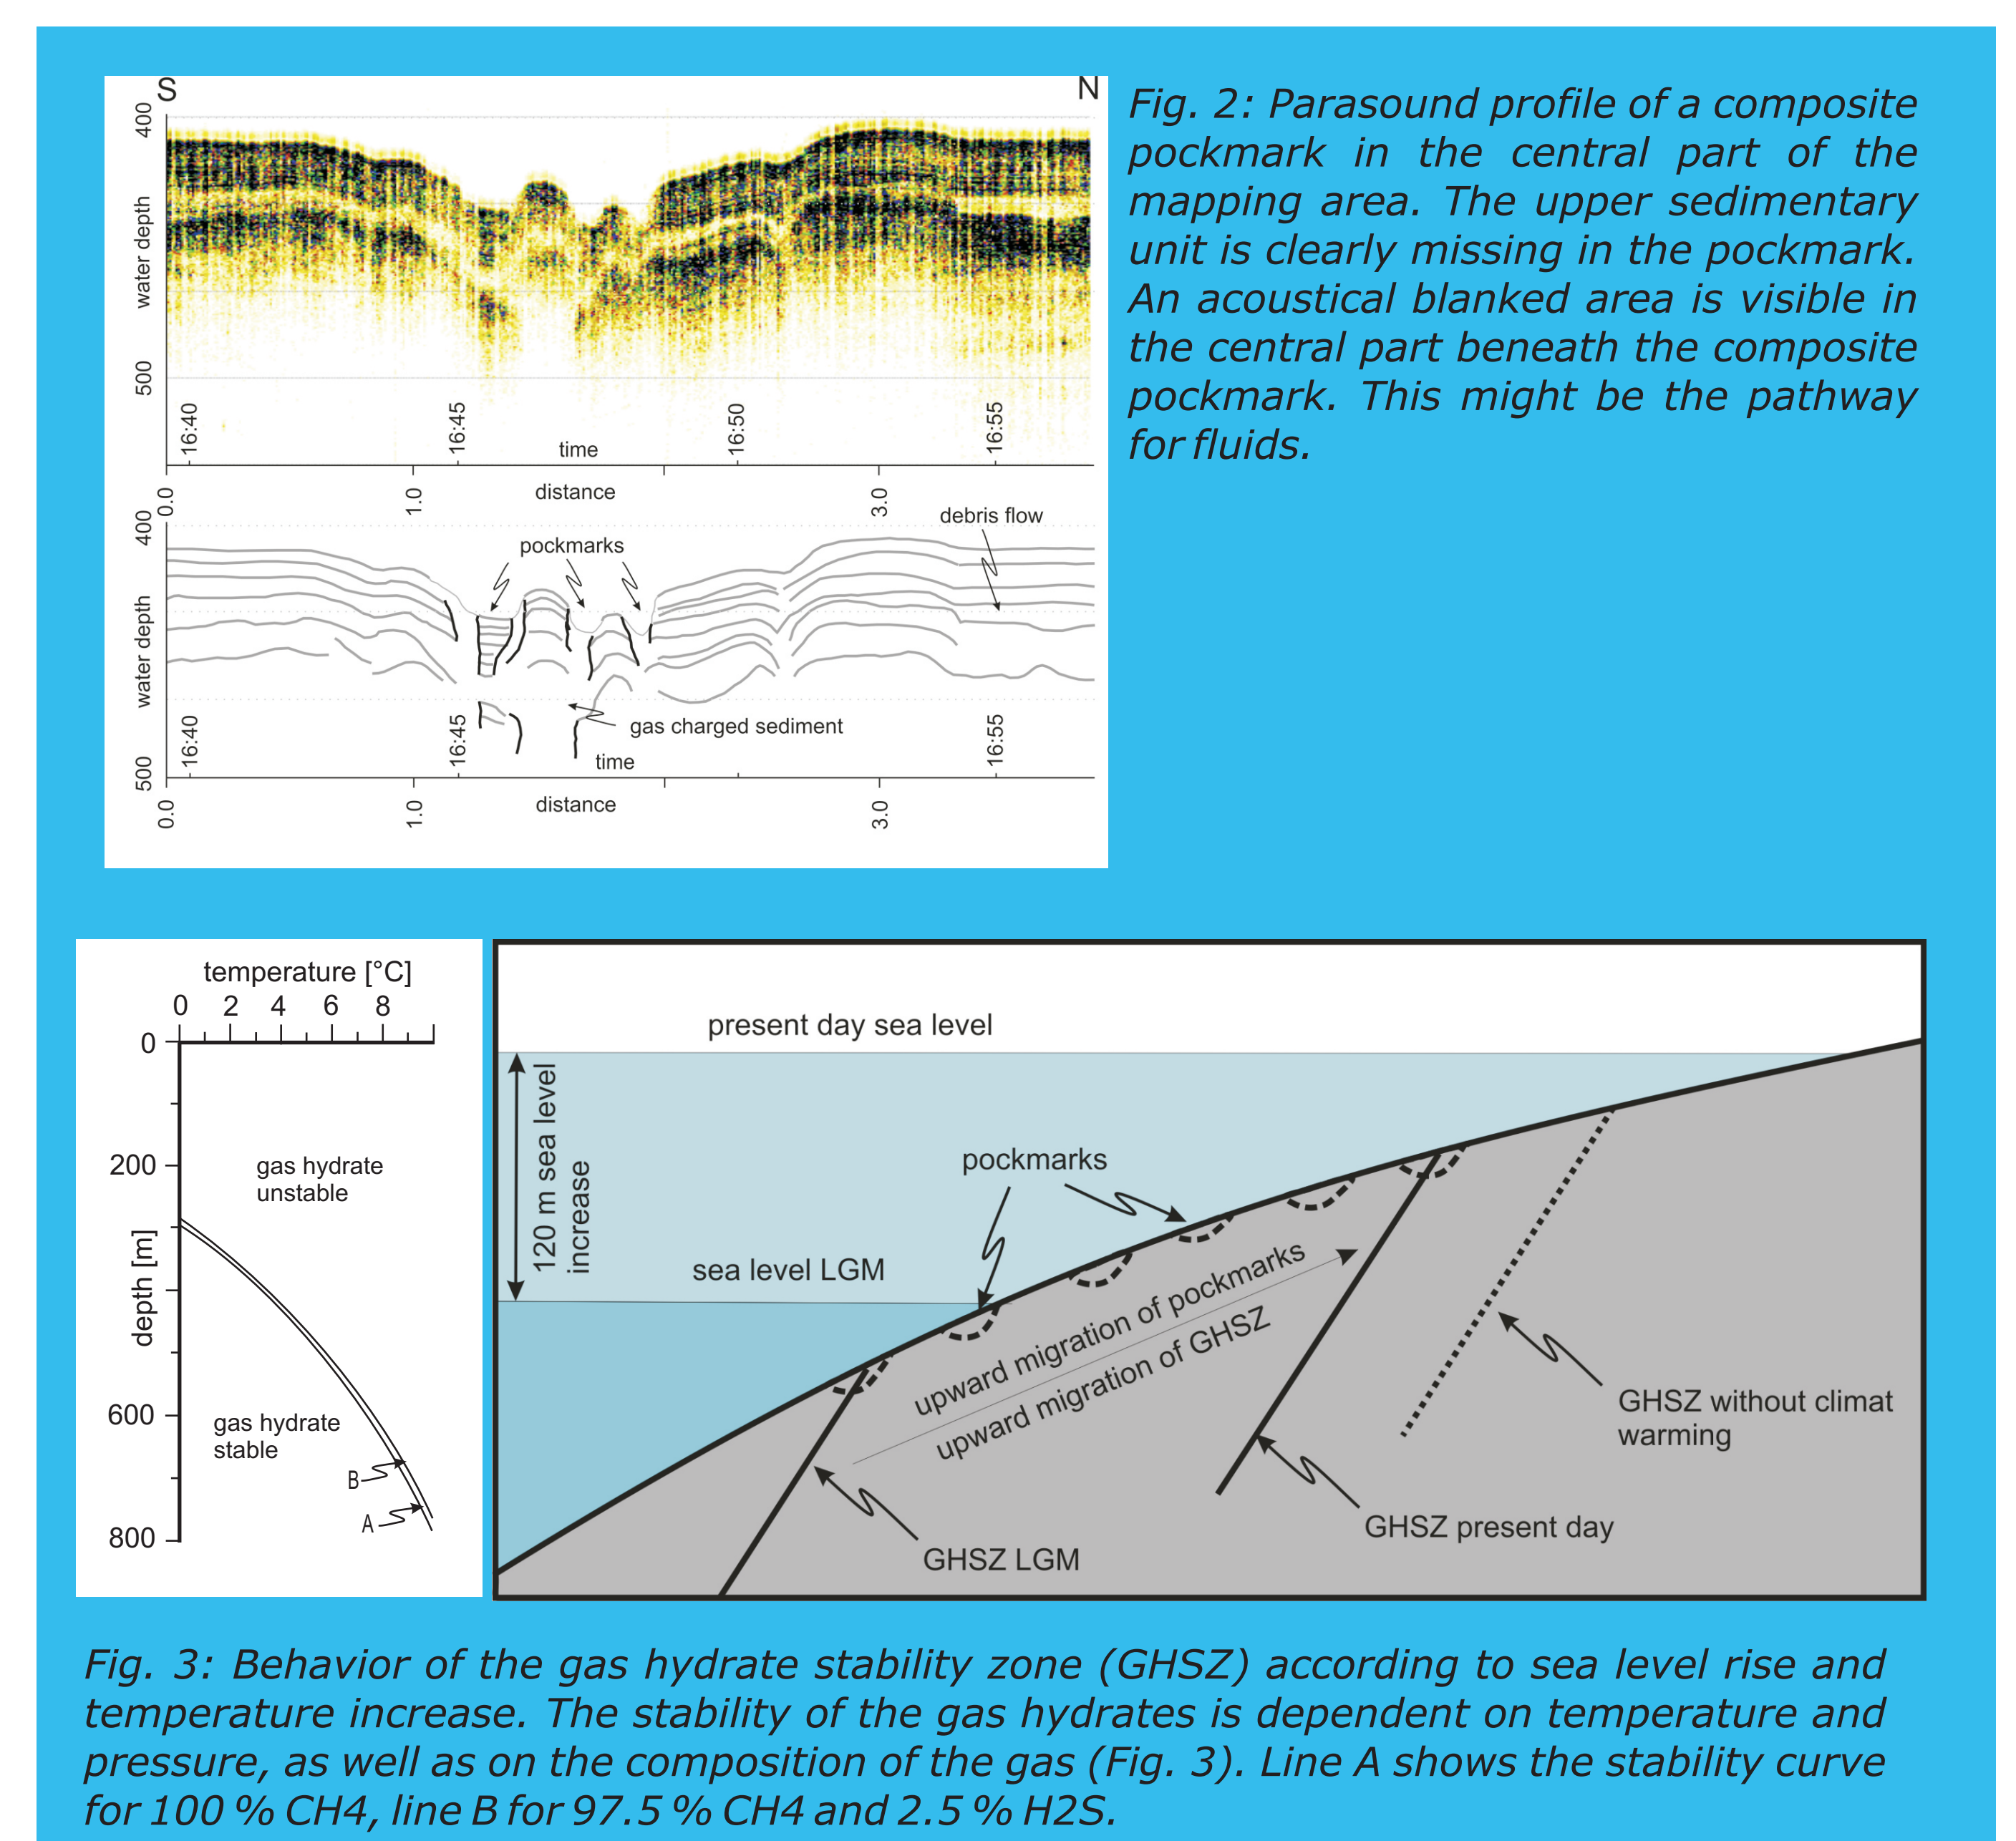 S
N
400
water depth
500
16:40
16:45
16:50
16:55
time
0.0
1.0
distance
3.0
Fig. 2: Parasound profile of a composite
pockmark in the central part of the
mapping area. The upper sedimentary
unit is clearly missing in the pockmark.
An acoustical blanked area is visible in
the central part beneath the composite
pockmark. This might be the pathway
for fluids.
400
water depth
500
debris flow
pockmarks
gas charged sediment
16:40
16:45
16:55
time
0.0
1.0
distance
3.0
temperature [°C]
0 2 4 6 8
0
200
depth [m]
600
800
gas hydrate
unstable
gas hydrate
stable
B
A
present day sea level
120 m sea level
increase
sea level LGM
pockmarks
upward migration of pockmarks
upward migration of GHSZ
GHSZ without climat
warming
GHSZ present day
GHSZ LGM
Fig. 3: Behavior of the gas hydrate stability zone (GHSZ) according to sea level rise and
temperature increase. The stability of the gas hydrates is dependent on temperature and
pressure, as well as on the composition of the gas (Fig. 3). Line A shows the stability curve
for 100 % CH4, line B for 97.5 % CH4 and 2.5 % H2S.